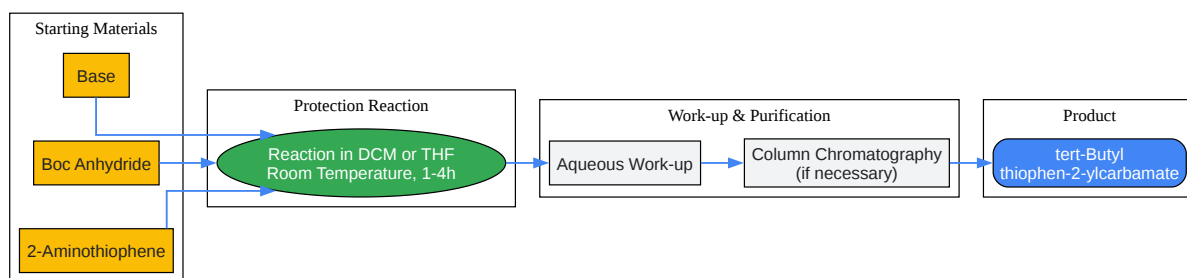 Starting Materials
Base
Boc Anhydride
2-Aminothiophene
Protection Reaction
Reaction in DCM or THF
Room Temperature, 1-4h
Work-up & Purification
Aqueous Work-up
Column Chromatography
(if necessary)
Product
tert-Butyl
thiophen-2-ylcarbamate